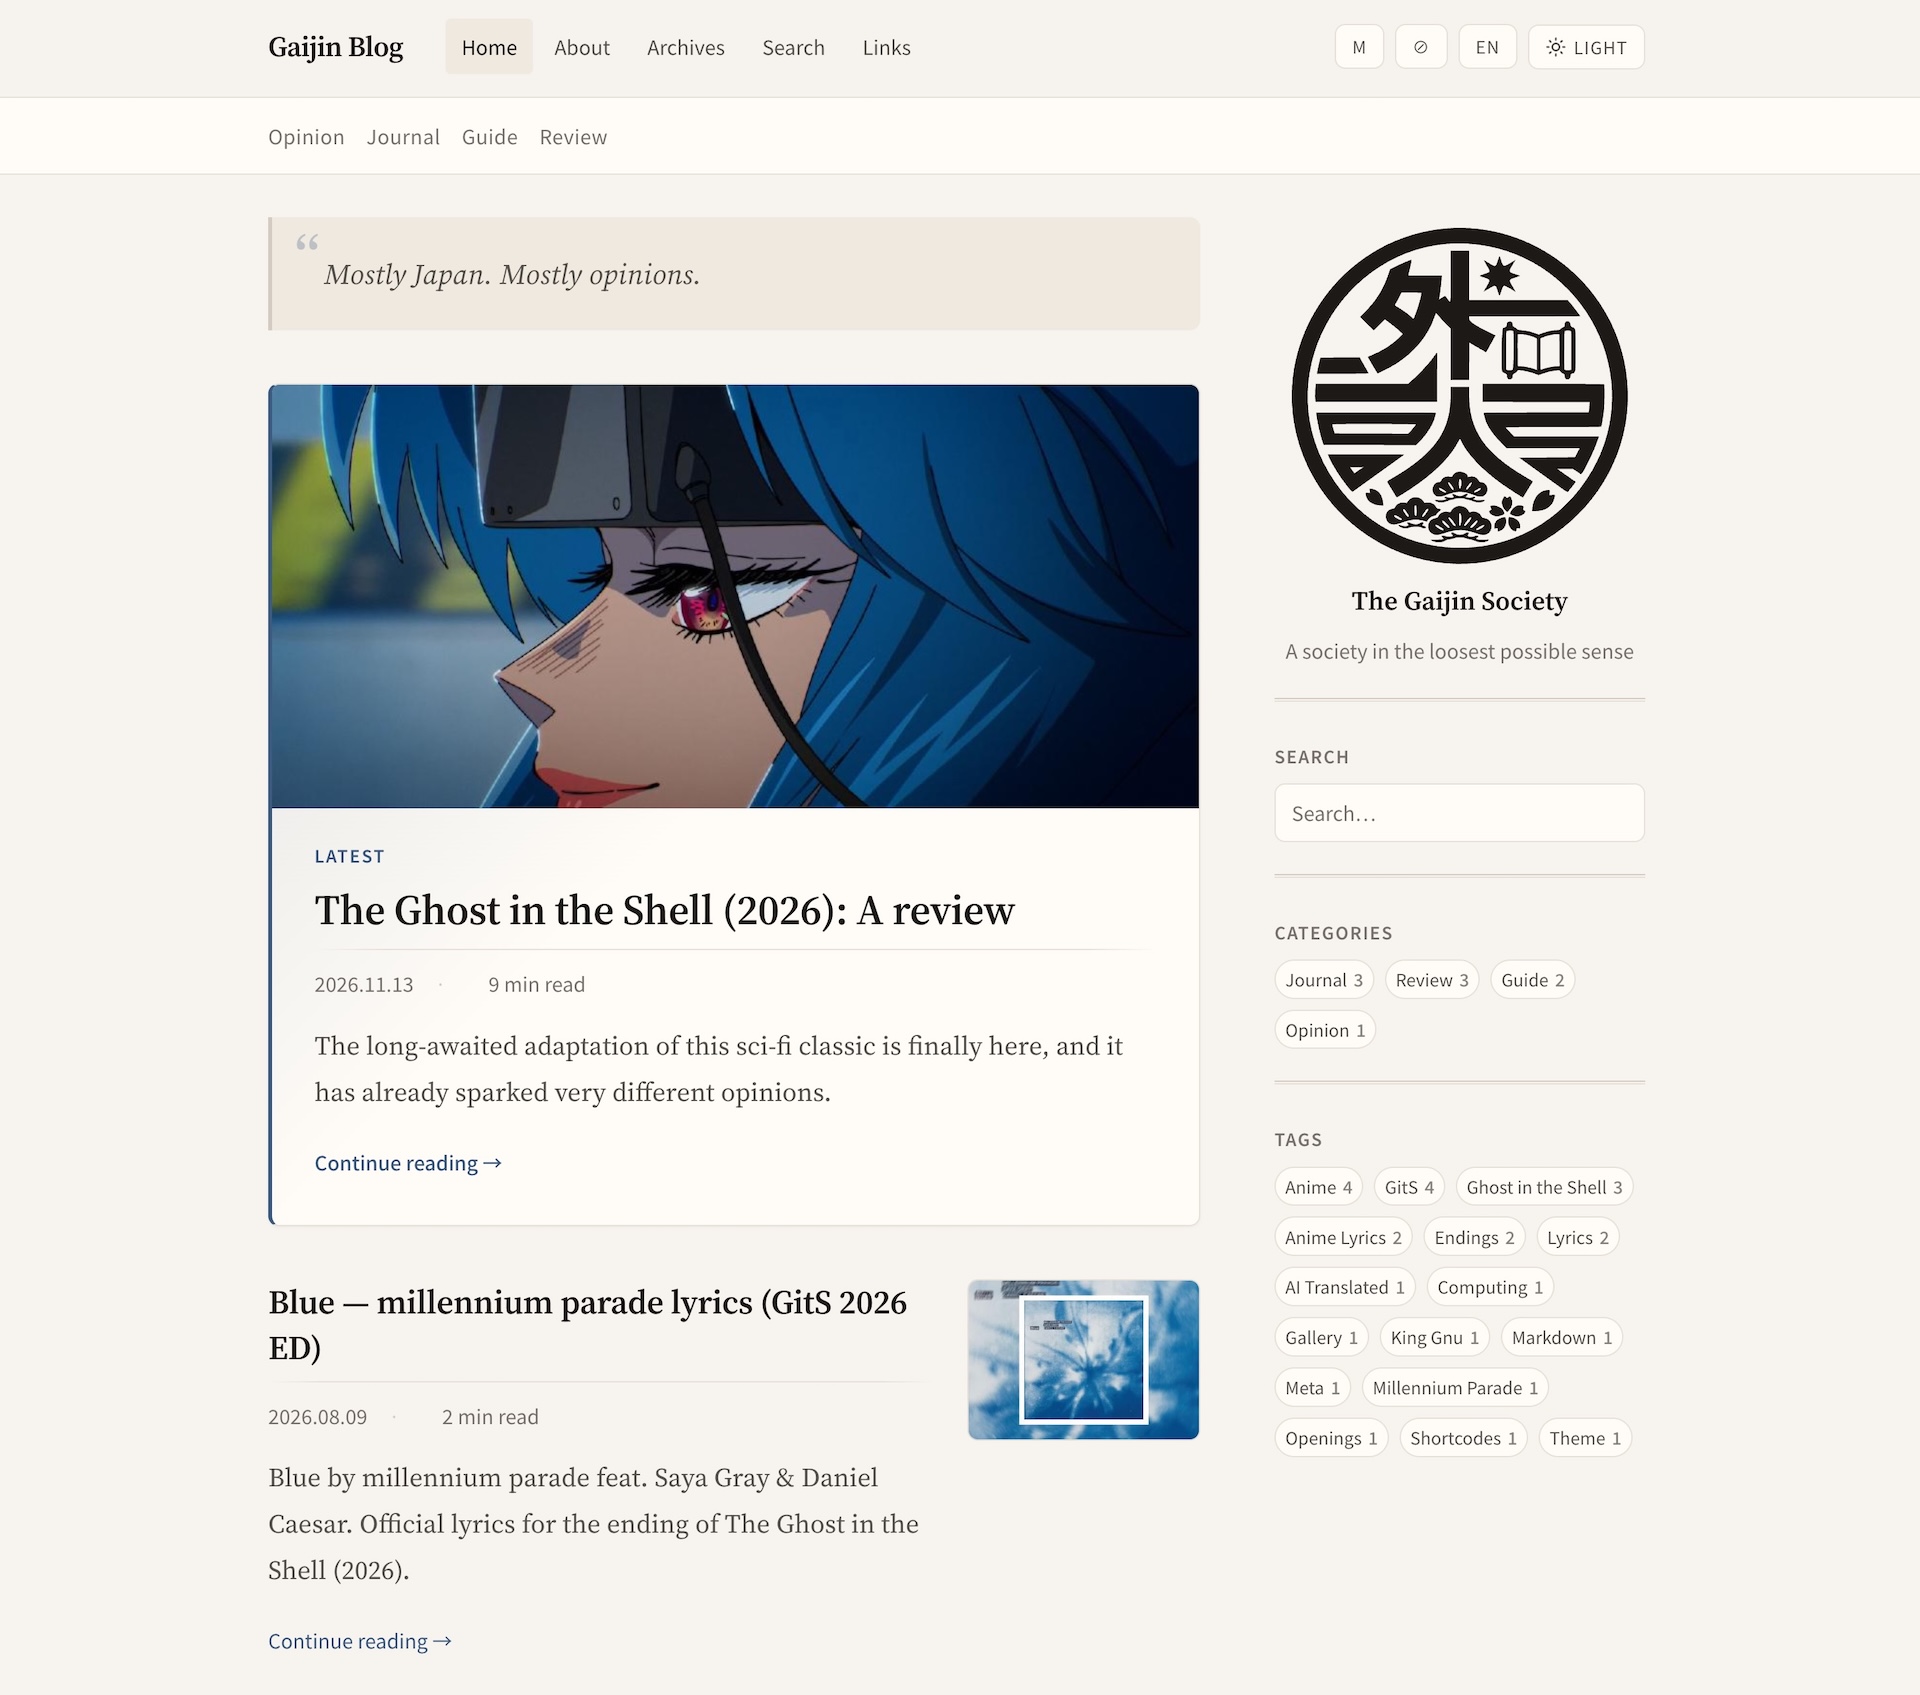 Gaijin Blog
Home
About
Archives
Search
Links
M
EN
LIGHT
Opinion
Journal
Guide
Review
“
Mostly Japan. Mostly opinions.
LATEST
The Ghost in the Shell (2026): A review
2026.11.13 · 9 min read
The long-awaited adaptation of this sci-fi classic is finally here, and it
has already sparked very different opinions.
Continue reading →
Blue — millennium parade lyrics (GitS 2026
ED)
2026.08.09 · 2 min read
Blue by millennium parade feat. Saya Gray & Daniel
Caesar. Official lyrics for the ending of The Ghost in the
Shell (2026).
Continue reading →
外人
The Gaijin Society
A society in the loosest possible sense
SEARCH
Search…
CATEGORIES
Journal 3
Review 3
Guide 2
Opinion 1
TAGS
Anime 4
GitS 4
Ghost in the Shell 3
Anime Lyrics 2
Endings 2
Lyrics 2
AI Translated 1
Computing 1
Gallery 1
King Gnu 1
Markdown 1
Meta 1
Millennium Parade 1
Openings 1
Shortcodes 1
Theme 1